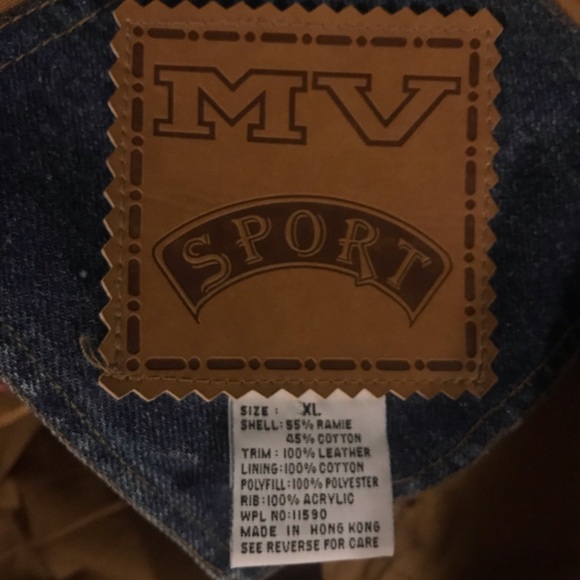 MV
SPORT
SIZE : XL
SHELL: 55% RAMIE
45% COTTON
TRIM : 100% LEATHER
LINING: 100% COTTON
POLYFILL: 100% POLYESTER
RIB: 100% ACRYLIC
WPL NO: 11590
MADE IN HONG KONG
SEE REVERSE FOR CARE